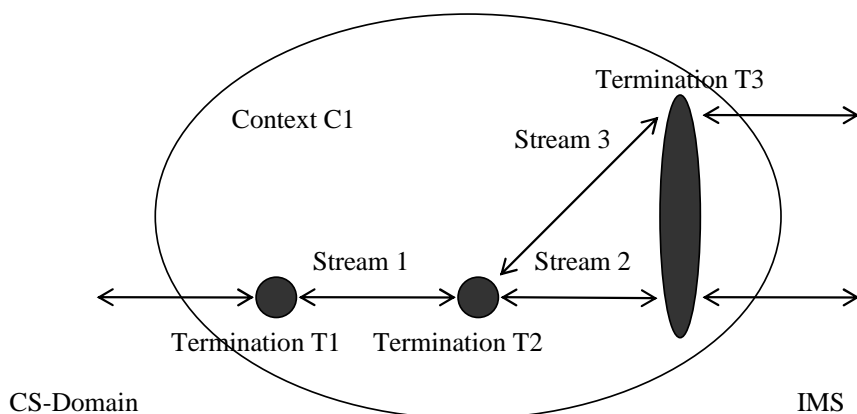 Termination T3
Context C1
Stream 3
Stream 1
Stream 2
Termination T1
Termination T2
CS-Domain
IMS